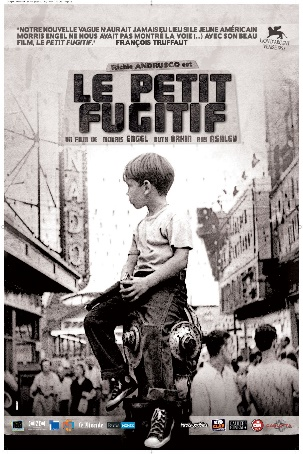 "NOTRE NOUVELLE VAGUE N'AURAIT JAMAIS EU LIEU SI LE JEUNE AMÉRICAIN
MORRIS ENGEL NE NOUS AVAIT PAS MONTRÉ LA VOIE (...) AVEC SON BEAU
FILM, LE PETIT FUGITIF." FRANÇOIS TRUFFAUT
Richie ANDRUSCO est
LE PETIT
FUGITIF
UN FILM DE MORRIS ENGEL RUTH ORKIN RAY ASHLEY
Le Monde